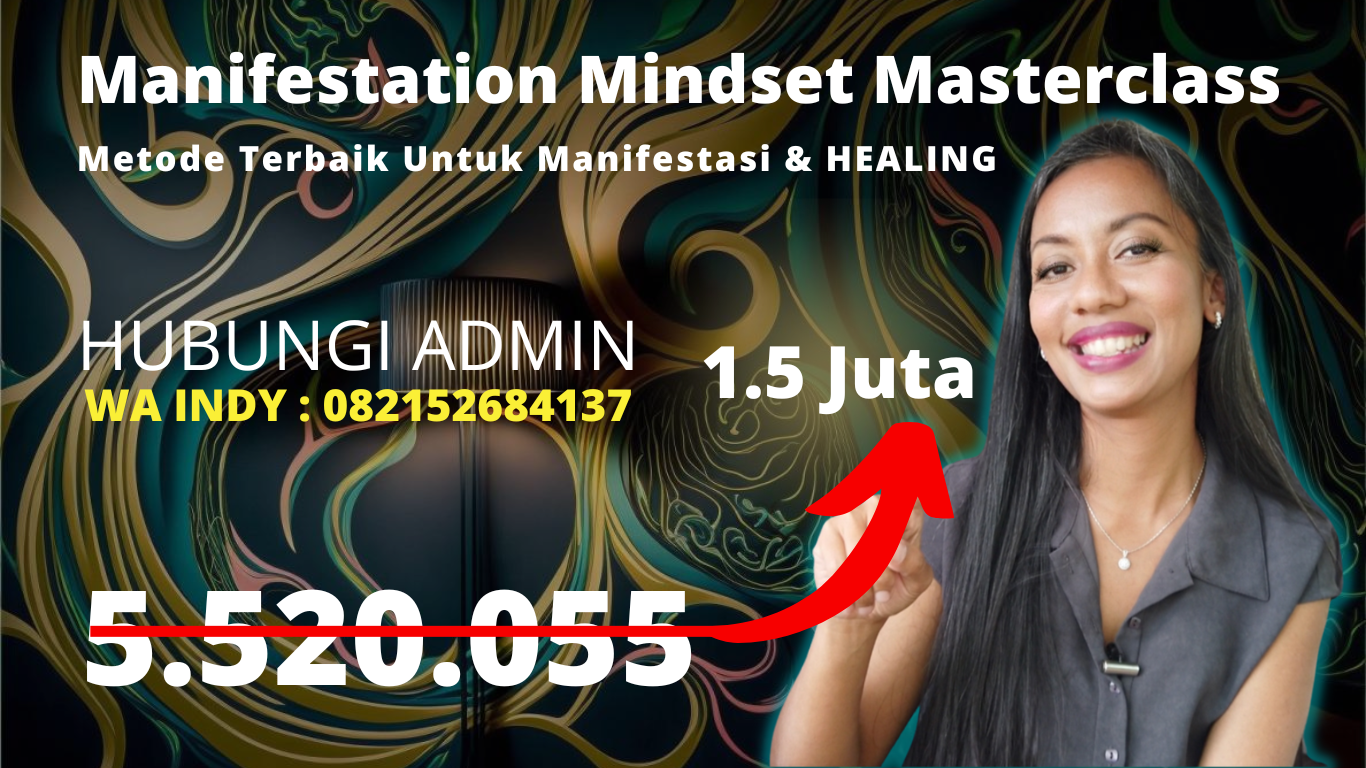 Manifestation Mindset Masterclass
Metode Terbaik Untuk Manifestasi & HEALING
HUBUNGI ADMIN
WA INDY : 082152684137
1.5 Juta
5.520.055